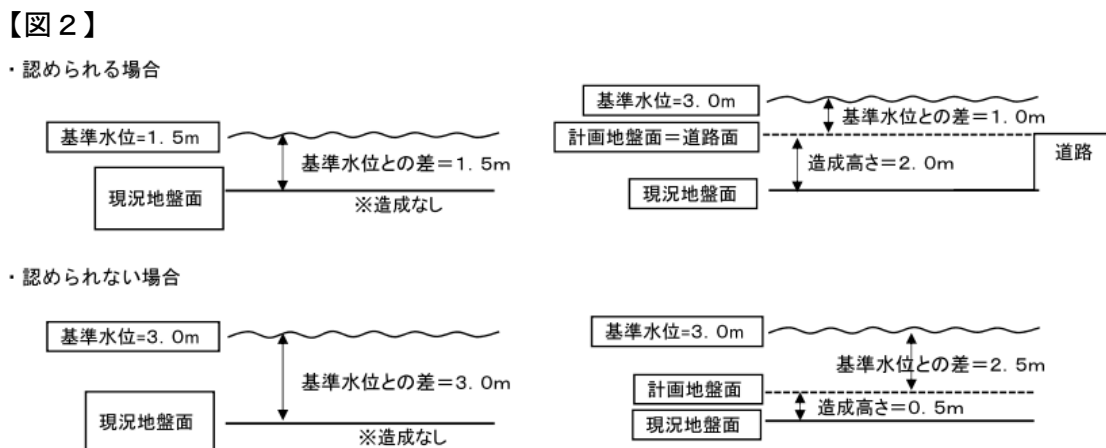 【図２】
・認められる場合
基準水位=1．5m
基準水位との差=1．5m
現況地盤面
※造成なし
基準水位=3．0m
基準水位との差=1．0m
計画地盤面=道路面
造成高さ=2．0m
道路
現況地盤面
・認められない場合
基準水位=3．0m
基準水位との差=3．0m
現況地盤面
※造成なし
基準水位=3．0m
基準水位との差=2．5m
計画地盤面
造成高さ=0．5m
現況地盤面